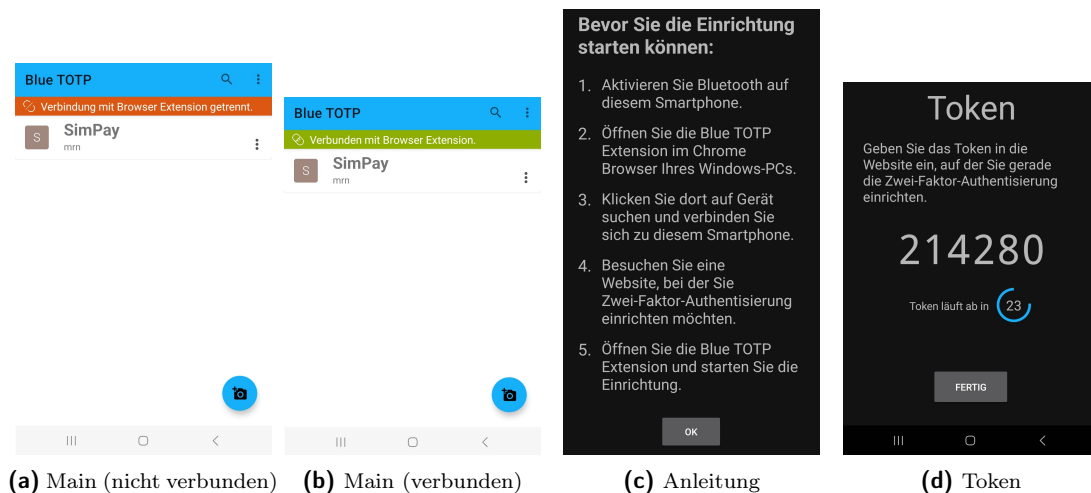 Blue TOTP
Verbindung mit Browser Extension getrennt.
S
SimPay
mrn
(a) Main (nicht verbunden)
Blue TOTP
Verbunden mit Browser Extension.
S
SimPay
mrn
(b) Main (verbunden)
Bevor Sie die Einrichtung
starten können:
1. Aktivieren Sie Bluetooth auf
diesem Smartphone.
2. Öffnen Sie die Blue TOTP
Extension im Chrome
Browser Ihres Windows-PCs.
3. Klicken Sie dort auf Gerät
suchen und verbinden Sie
sich zu diesem Smartphone.
4. Besuchen Sie eine
Website, bei der Sie
Zwei-Faktor-Authentisierung
einrichten möchten.
5. Öffnen Sie die Blue TOTP
Extension und starten Sie die
Einrichtung.
OK
(c) Anleitung
Token
Geben Sie das Token in die
Website ein, auf der Sie gerade
die Zwei-Faktor-Authentisierung
einrichten.
214280
Token läuft ab in 23
FERTIG
(d) Token